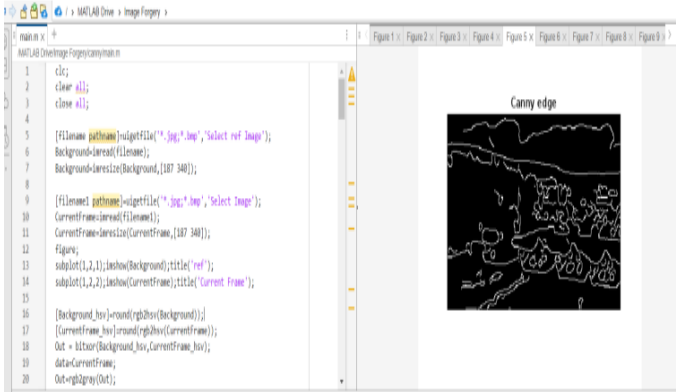 / > MATLAB Drive > Image Forgery >
main.m × +
MATLAB Drive/Image Forgery/canny/main.m
1 clc;
2 clear all;
3 close all;
4
5 [filename pathname]=uigetfile('*.jpg;*.bmp','Select ref Image');
6 Background=imread(filename);
7 Background=imresize(Background,[187 340]);
8
9 [filename1 pathname]=uigetfile('*.jpg;*.bmp','Select Image');
10 CurrentFrame=imread(filename1);
11 CurrentFrame=imresize(CurrentFrame,[187 340]);
12 figure;
13 subplot(1,2,1);imshow(Background);title('ref');
14 subplot(1,2,2);imshow(CurrentFrame);title('Current Frame');
15
16 [Background_hsv]=round(rgb2hsv(Background));
17 [CurrentFrame_hsv]=round(rgb2hsv(CurrentFrame));
18 Out = bitxor(Background_hsv,CurrentFrame_hsv);
19 data=CurrentFrame;
20 Out=rgb2gray(Out);
Figure 1 × Figure 2 × Figure 3 × Figure 4 × Figure 5 × Figure 6 × Figure 7 × Figure 8 × Figure 9 ×
Canny edge